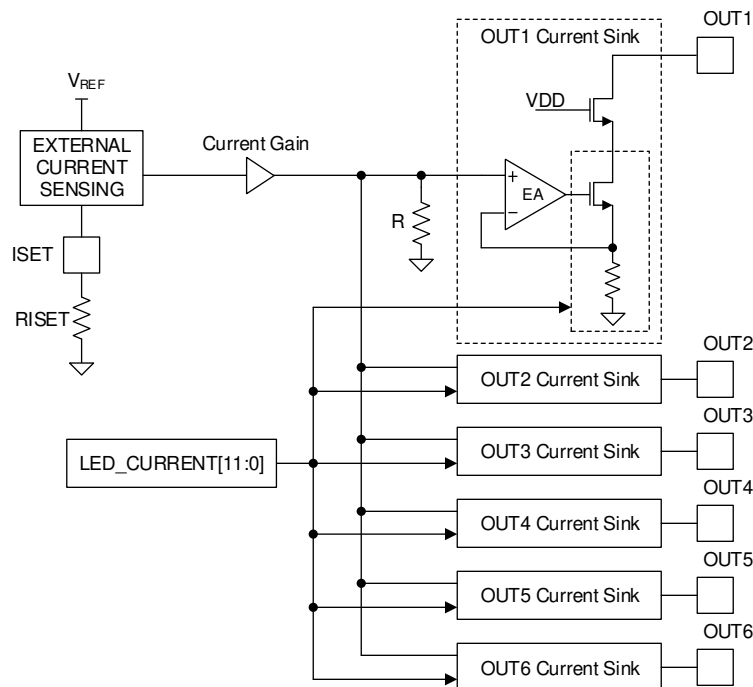 OUT1
OUT1 Current Sink
VREF
VDD
EXTERNAL
CURRENT
SENSING
Current Gain
+
EA
−
R
ISET
RISET
OUT2
OUT2 Current Sink
OUT3
OUT3 Current Sink
LED_CURRENT[11:0]
OUT4
OUT4 Current Sink
OUT5
OUT5 Current Sink
OUT6
OUT6 Current Sink